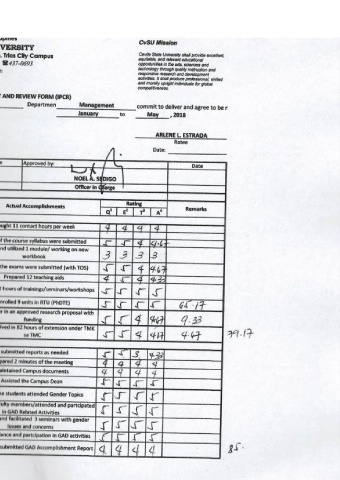 CvSU Mission
VERSITY
Cavite State University shall provide excellent,
. Trias City Campus
equitable, and relevant educational
☎437-0693
opportunities in the arts, sciences and
technology through quality instruction and
responsive research and development
activities. It shall produce professional, skilled
and morally upright individuals for global
competitiveness.
AND REVIEW FORM (IPCR)
Departmen Management commit to deliver and agree to be r
January to May , 2018
ARLENE L. ESTRADA
Ratee
Date:
Approved by: Date
NOEL A. SEDIGO
Officer in Charge
Actual Accomplishments Rating Remarks
Q¹ E² T³ A⁴
ught 11 contact hours per week 4 4 4 4
of the course syllabus were submitted 5 5 4 4.67
and utilized 1 module/ working on new
workbook 3 3 3 3
the exams were submitted (with TOS) 5 5 4 4.67
Prepared 12 teaching aids 4 5 4 4.33
hours of trainings/seminars/workshops 5 5 5 5
nrolled 9 units in RTU (PHDTE) 5 5 5 5 65.17
er in an approved research proposal with
funding 5 5 4 4.67 9.33
lved in 82 hours of extension under TMK
se TMC 5 5 4 4.67 79.17
submitted reports as needed 5 5 3 4.33
pared 2 minutes of the meeting 4 4 4 4
aintained Campus documents 4 4 4 4
Assisted the Campus Dean 5 5 5 5
e students attended Gender Topics 5 5 5 5
ulty members/attended and participated
in GAD Related Activities 5 5 5 5
and facilitated 3 seminars with gender
issues and concerns 5 5 5 5
ance and participation in GAD activities 5 5 5 5
submitted GAD Accomplishment Report 4 4 4 4 85.